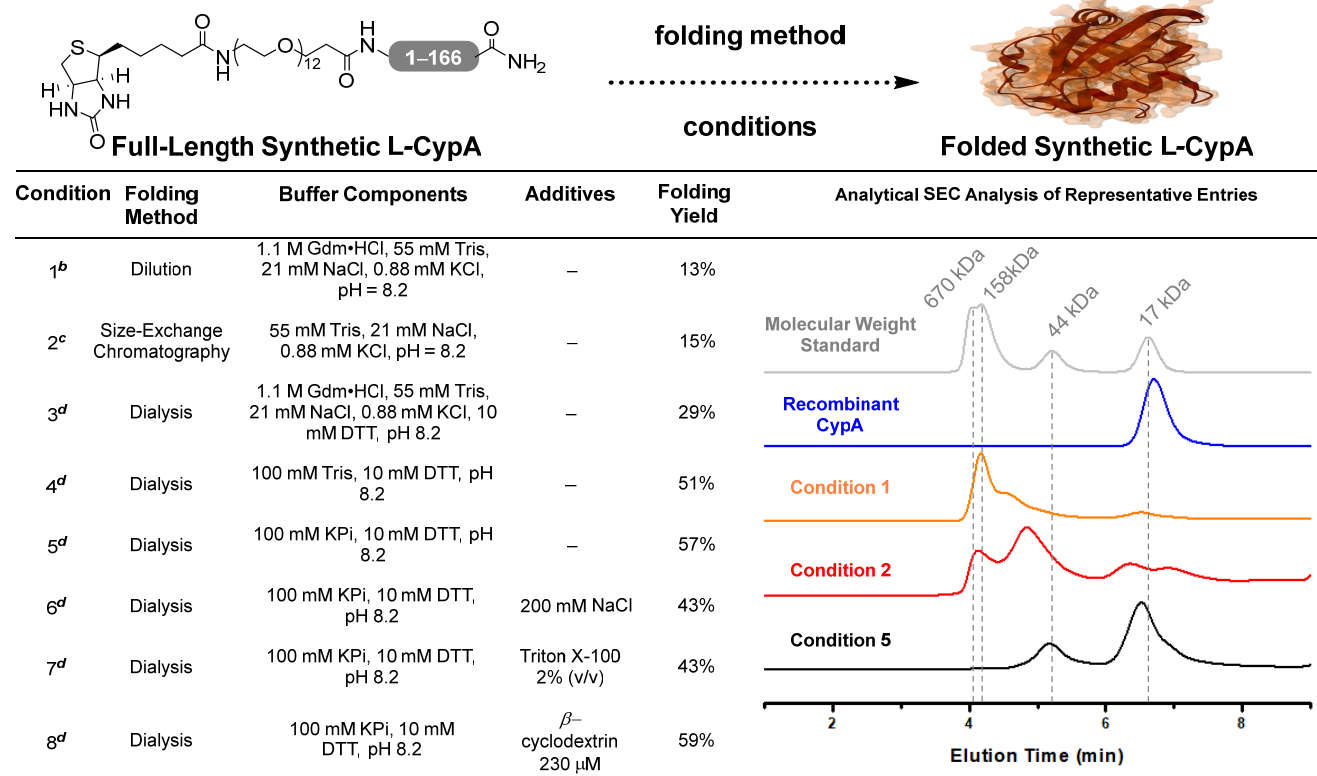 O
H
N
O
12
O
N
H
1–166
O
NH2
S
H
H
HN
NH
O
folding method
conditions
Full-Length Synthetic L-CypA
Folded Synthetic L-CypA
Condition
Folding
Method
Buffer Components
Additives
Folding
Yield
Analytical SEC Analysis of Representative Entries
1b
Dilution
1.1 M Gdm•HCl, 55 mM Tris,
21 mM NaCl, 0.88 mM KCl,
pH = 8.2
–
13%
2c
Size-Exchange
Chromatography
55 mM Tris, 21 mM NaCl,
0.88 mM KCl, pH = 8.2
–
15%
3d
Dialysis
1.1 M Gdm•HCl, 55 mM Tris,
21 mM NaCl, 0.88 mM KCl, 10
mM DTT, pH 8.2
–
29%
4d
Dialysis
100 mM Tris, 10 mM DTT, pH
8.2
–
51%
5d
Dialysis
100 mM KPi, 10 mM DTT, pH
8.2
–
57%
6d
Dialysis
100 mM KPi, 10 mM DTT,
pH 8.2
200 mM NaCl
43%
7d
Dialysis
100 mM KPi, 10 mM DTT,
pH 8.2
Triton X-100
2% (v/v)
43%
8d
Dialysis
100 mM KPi, 10 mM
DTT, pH 8.2
β–
cyclodextrin
230 μM
59%
670 kDa
158kDa
44 kDa
17 kDa
Molecular Weight
Standard
Recombinant
CypA
Condition 1
Condition 2
Condition 5
2
4
6
8
Elution Time (min)